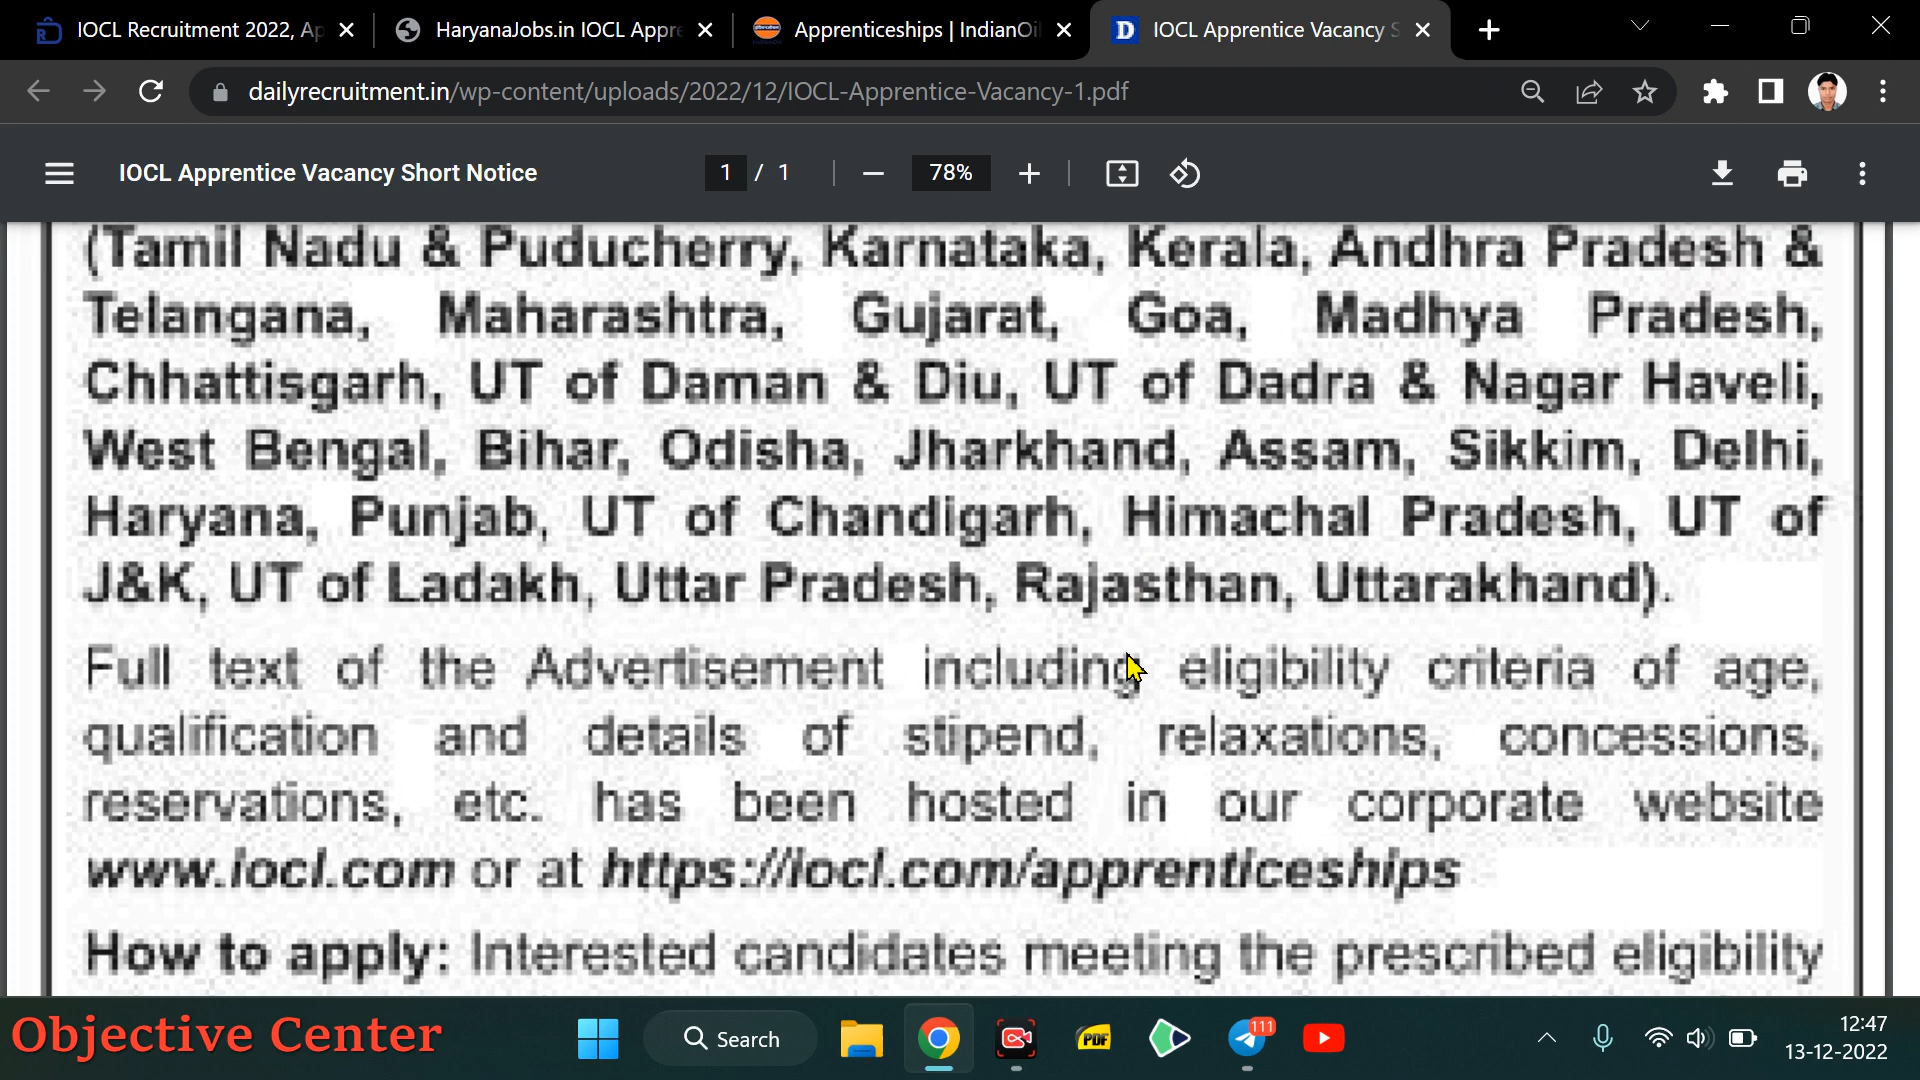 IOCL Recruitment 2022, Ap
HaryanaJobs.in IOCL Appre
Apprenticeships | IndianOil
IOCL Apprentice Vacancy S
dailyrecruitment.in/wp-content/uploads/2022/12/IOCL-Apprentice-Vacancy-1.pdf
IOCL Apprentice Vacancy Short Notice
1 / 1
78%
(Tamil Nadu & Puducherry, Karnataka, Kerala, Andhra Pradesh &
Telangana, Maharashtra, Gujarat, Goa, Madhya Pradesh,
Chhattisgarh, UT of Daman & Diu, UT of Dadra & Nagar Haveli,
West Bengal, Bihar, Odisha, Jharkhand, Assam, Sikkim, Delhi,
Haryana, Punjab, UT of Chandigarh, Himachal Pradesh, UT of
J&K, UT of Ladakh, Uttar Pradesh, Rajasthan, Uttarakhand).
Full text of the Advertisement including eligibility criteria of age,
qualification and details of stipend, relaxations, concessions,
reservations, etc. has been hosted in our corporate website
www.iocl.com or at https://iocl.com/apprenticeships
How to apply: Interested candidates meeting the prescribed eligibility
Objective Center
Search
PDF
111
12:47
13-12-2022